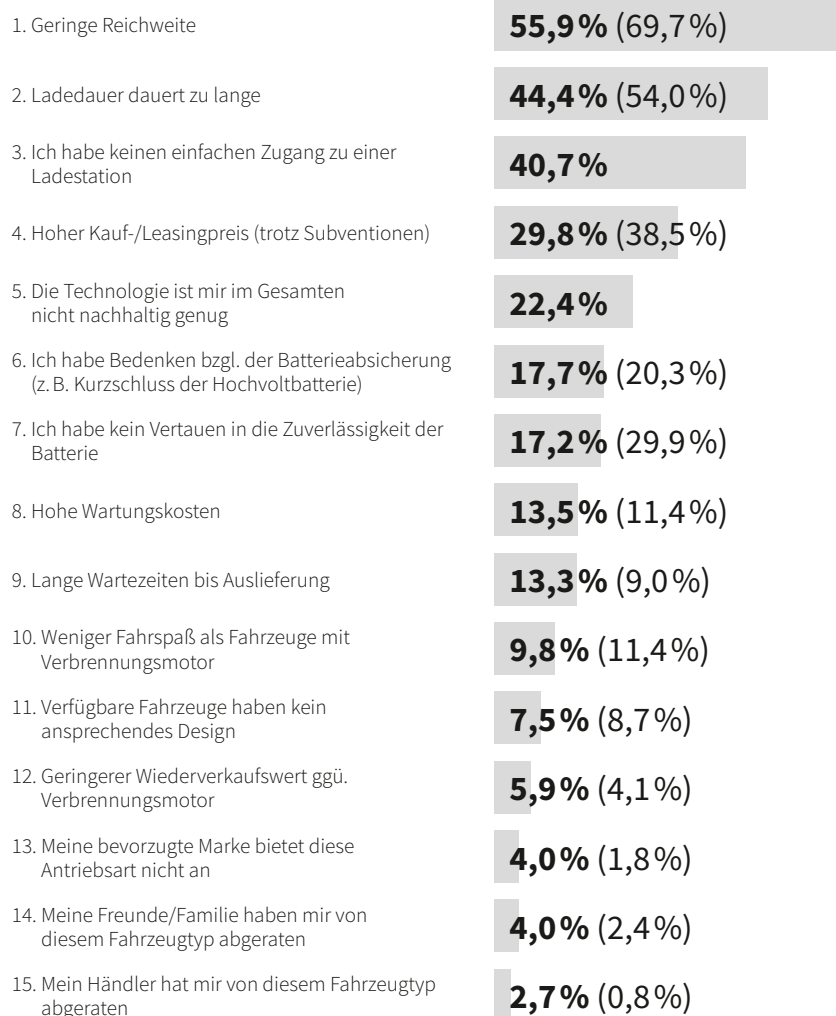 1. Geringe Reichweite
55,9% (69,7%)
2. Ladedauer dauert zu lange
44,4% (54,0%)
3. Ich habe keinen einfachen Zugang zu einer
Ladestation
40,7%
4. Hoher Kauf-/Leasingpreis (trotz Subventionen)
29,8% (38,5%)
5. Die Technologie ist mir im Gesamten
nicht nachhaltig genug
22,4%
6. Ich habe Bedenken bzgl. der Batterieabsicherung
(z. B. Kurzschluss der Hochvoltbatterie)
17,7% (20,3%)
7. Ich habe kein Vertauen in die Zuverlässigkeit der
Batterie
17,2% (29,9%)
8. Hohe Wartungskosten
13,5% (11,4%)
9. Lange Wartezeiten bis Auslieferung
13,3% (9,0%)
10. Weniger Fahrspaß als Fahrzeuge mit
Verbrennungsmotor
9,8% (11,4%)
11. Verfügbare Fahrzeuge haben kein
ansprechendes Design
7,5% (8,7%)
12. Geringerer Wiederverkaufswert ggü.
Verbrennungsmotor
5,9% (4,1%)
13. Meine bevorzugte Marke bietet diese
Antriebsart nicht an
4,0% (1,8%)
14. Meine Freunde/Familie haben mir von
diesem Fahrzeugtyp abgeraten
4,0% (2,4%)
15. Mein Händler hat mir von diesem Fahrzeugtyp
abgeraten
2,7% (0,8%)